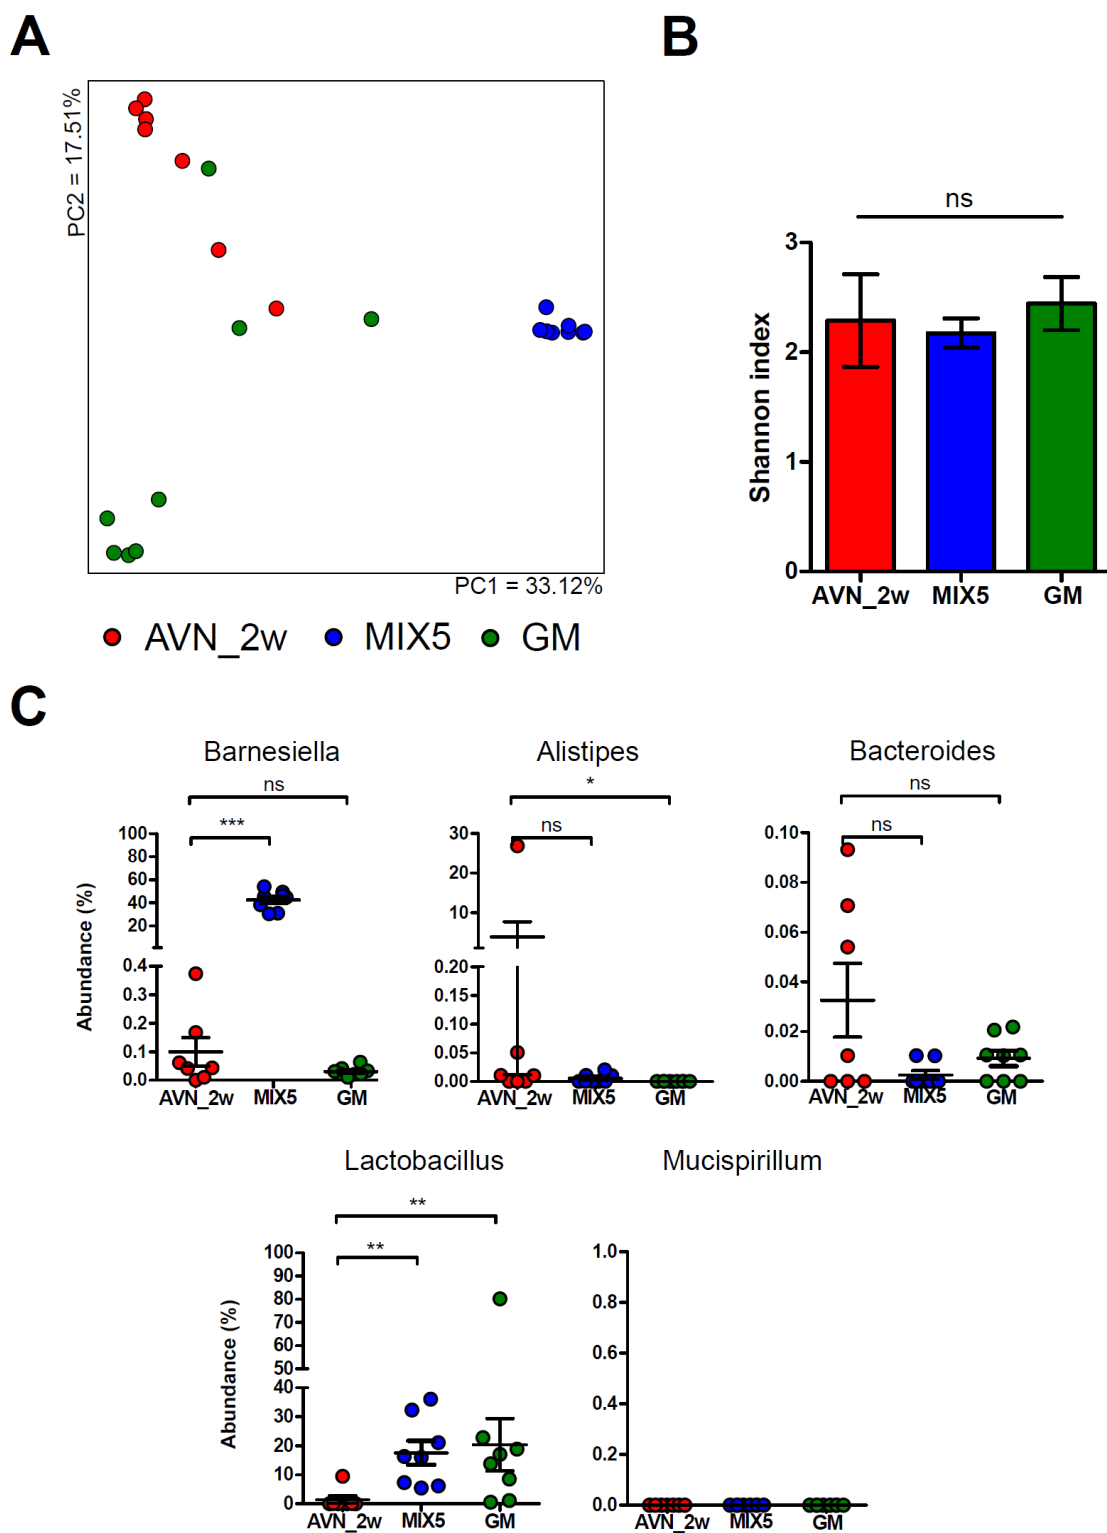 A
B
PC2 = 17.51%
PC1 = 33.12%
AVN_2w MIX5 GM
ns
Shannon index
3
2
1
0
AVN_2w MIX5 GM
C
Barnesiella
ns
***
Abundance (%)
100
80
60
40
20
0.4
0.3
0.2
0.1
0.0
AVN_2w MIX5 GM
Alistipes
*
ns
30
20
10
0.20
0.15
0.10
0.05
0.00
AVN_2w MIX5 GM
Bacteroides
ns
ns
0.10
0.08
0.06
0.04
0.02
0.00
AVN_2w MIX5 GM
Lactobacillus
**
**
Abundance (%)
100
90
80
70
60
50
40
30
20
10
0
AVN_2w MIX5 GM
Mucispirillum
1.0
0.8
0.6
0.4
0.2
0.0
AVN_2w MIX5 GM